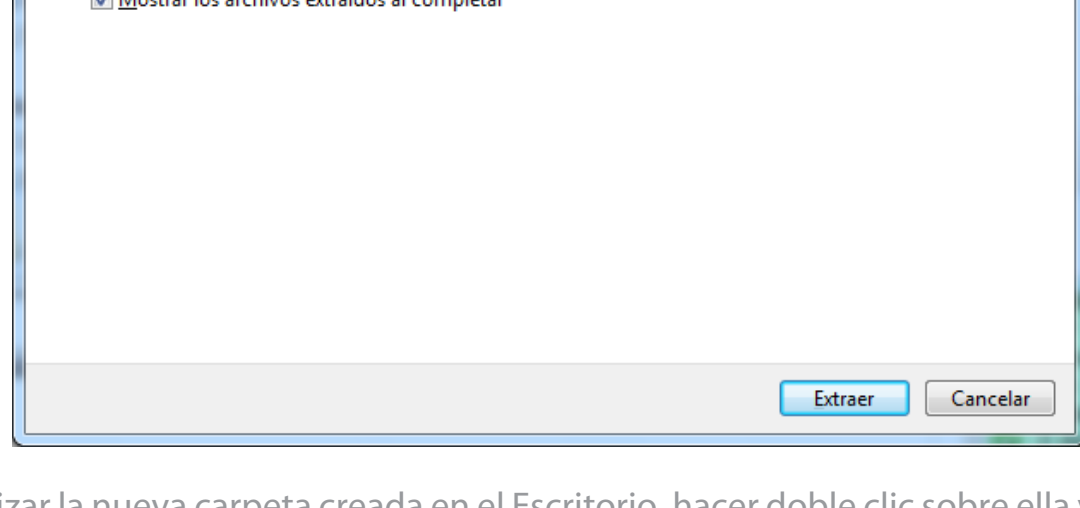 Mostrar los archivos extraídos al completar
Extraer
Cancelar
izar la nueva carpeta creada en el Escritorio, hacer doble clic sobre ella y